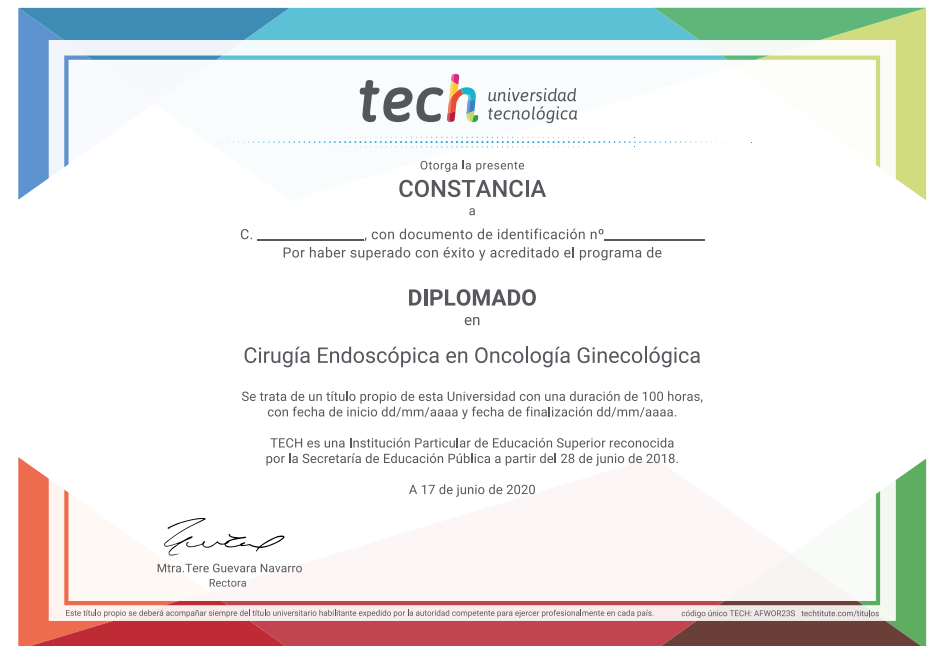 tech universidad
tecnológica
Otorga la presente
CONSTANCIA
a
C. ______________, con documento de identificación nº_____________
Por haber superado con éxito y acreditado el programa de
DIPLOMADO
en
Cirugía Endoscópica en Oncología Ginecológica
Se trata de un título propio de esta Universidad con una duración de 100 horas,
con fecha de inicio dd/mm/aaaa y fecha de finalización dd/mm/aaaa.
TECH es una Institución Particular de Educación Superior reconocida
por la Secretaría de Educación Pública a partir del 28 de junio de 2018.
A 17 de junio de 2020
Mtra.Tere Guevara Navarro
Rectora
Este título propio se deberá acompañar siempre del título universitario habilitante expedido por la autoridad competente para ejercer profesionalmente en cada país. código único TECH: AFWOR23S techtitute.com/titulos